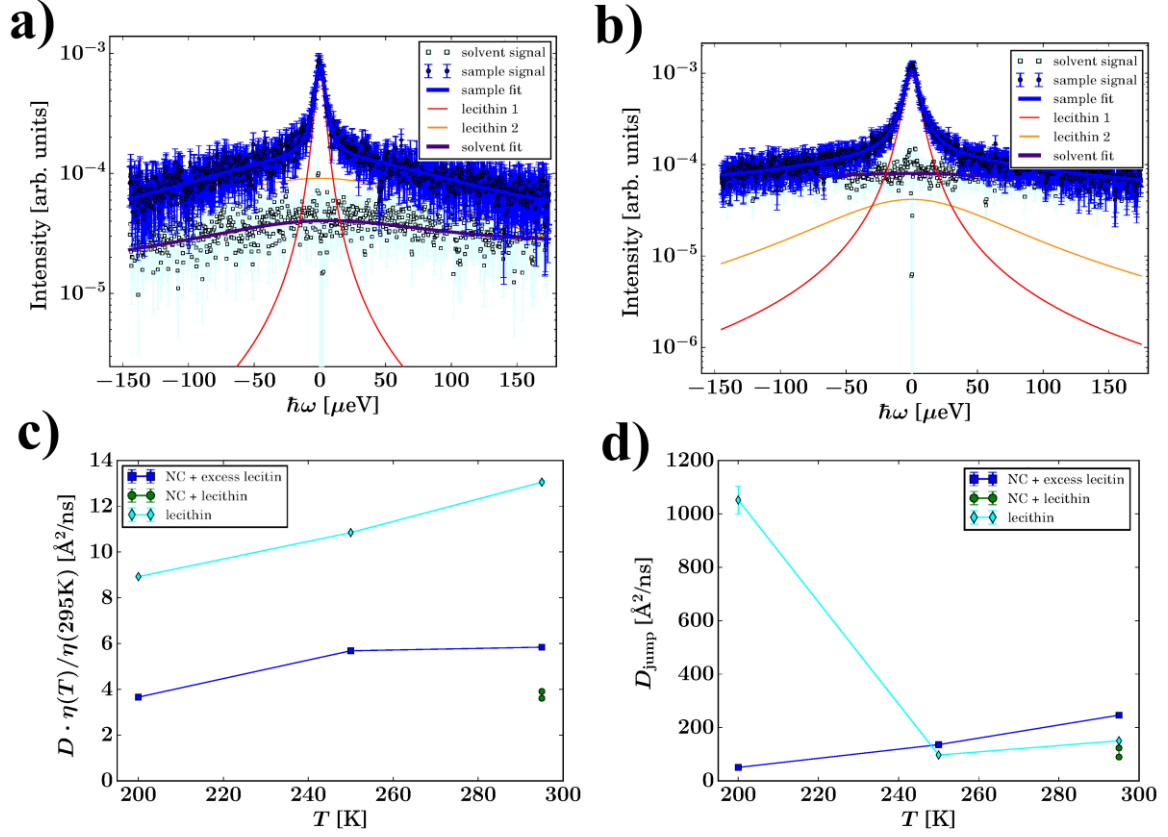 a)
10⁻³
10⁻⁴
10⁻⁵
Intensity [arb. units]
solvent signal
sample signal
sample fit
lecithin 1
lecithin 2
solvent fit
−150 −100 −50 0 50 100 150
ℏω [μeV]
b)
10⁻³
10⁻⁴
10⁻⁵
10⁻⁶
Intensity [arb. units]
solvent signal
sample signal
sample fit
lecithin 1
lecithin 2
solvent fit
−150 −100 −50 0 50 100 150
ℏω [μeV]
c)
14
12
10
8
6
4
2
0
D · η(T)/η(295K) [Å²/ns]
NC + excess lecitin
NC + lecithin
lecithin
200 220 240 260 280 300
T [K]
d)
1200
1000
800
600
400
200
0
D_jump [Å²/ns]
NC + excess lecitin
NC + lecithin
lecithin
200 220 240 260 280 300
T [K]